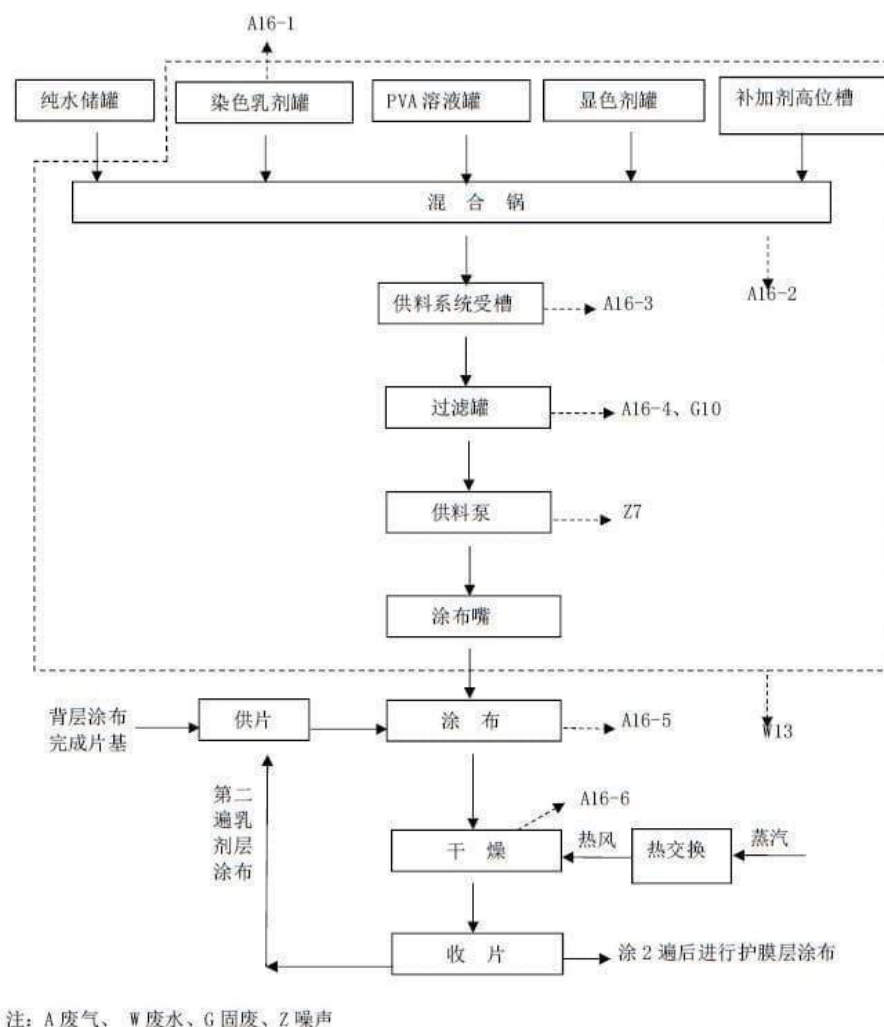 A16-1
纯水储罐
染色乳剂罐
PVA 溶液罐
显色剂罐
补加剂高位槽
混 合 锅
A16-2
供料系统受槽
A16-3
过滤罐
A16-4、G10
供料泵
Z7
涂布嘴
背层涂布
完成片基
供片
涂 布
A16-5
W13
第二
遍乳
剂层
涂布
A16-6
干 燥
热风
热交换
蒸汽
收 片
涂 2 遍后进行护膜层涂布
注: A 废气、 W 废水、G 固废、Z 噪声